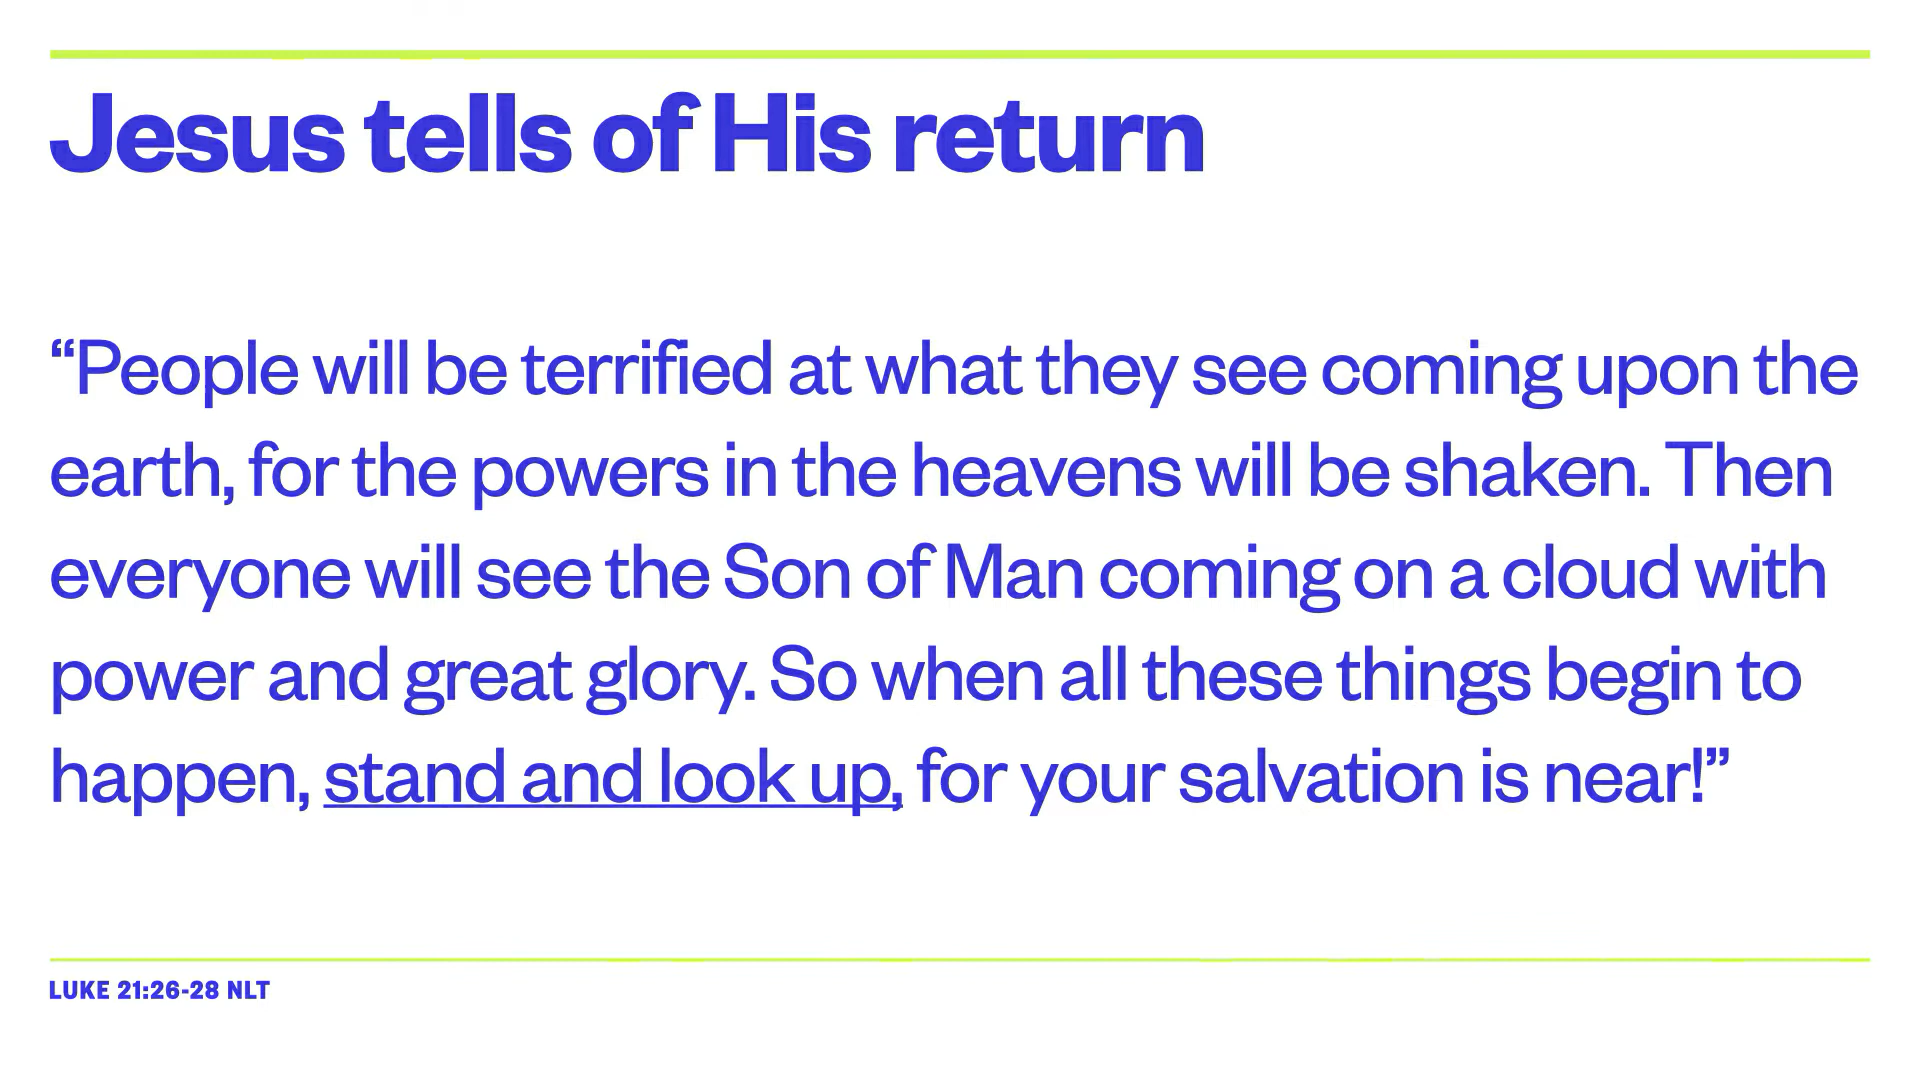 Jesus tells of His return
“People will be terrified at what they see coming upon the
earth, for the powers in the heavens will be shaken. Then
everyone will see the Son of Man coming on a cloud with
power and great glory. So when all these things begin to
happen, stand and look up, for your salvation is near!”
LUKE 21:26-28 NLT